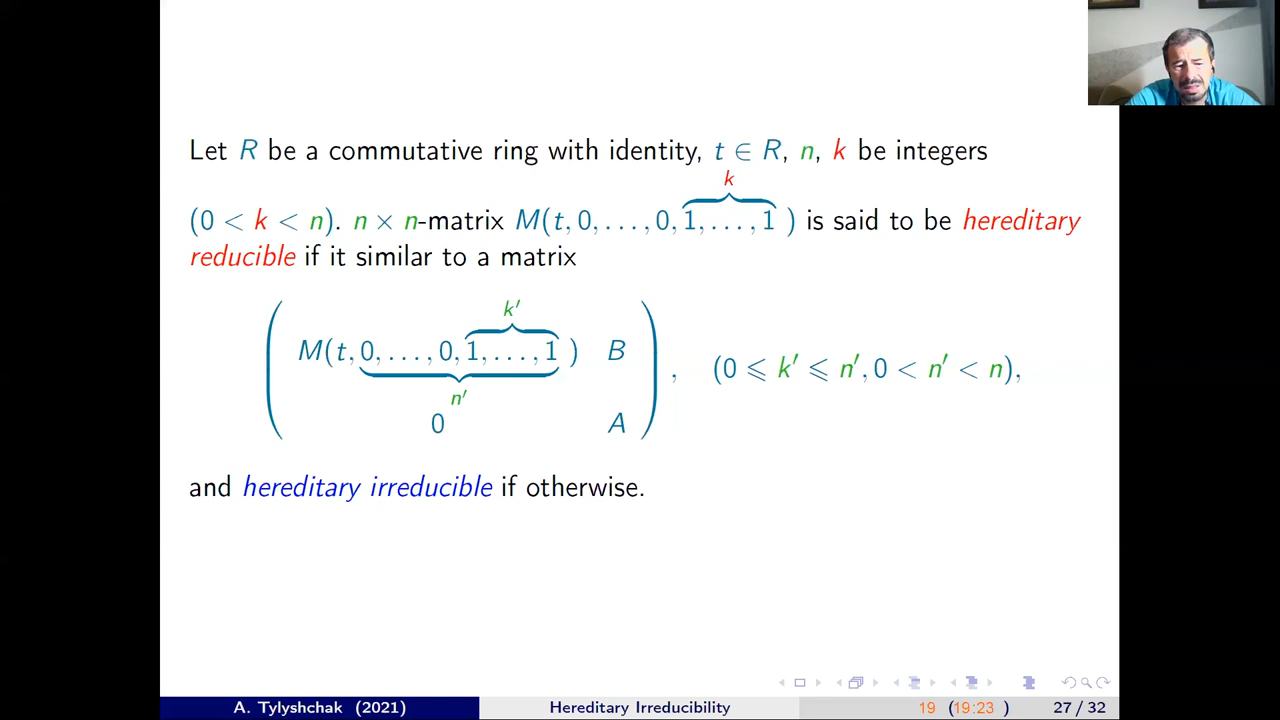 Let R be a commutative ring with identity, t ∈ R, n, k be integers
k
(0 < k < n). n × n-matrix M(t, 0, . . . , 0, 1, . . . , 1 ) is said to be hereditary
reducible if it similar to a matrix
k′
M(t, 0, . . . , 0, 1, . . . , 1 ) B
, (0 ⩽ k′ ⩽ n′, 0 < n′ < n),
n′
0 A
and hereditary irreducible if otherwise.
A. Tylyshchak (2021) Hereditary Irreducibility 19 (19:23 ) 27 / 32